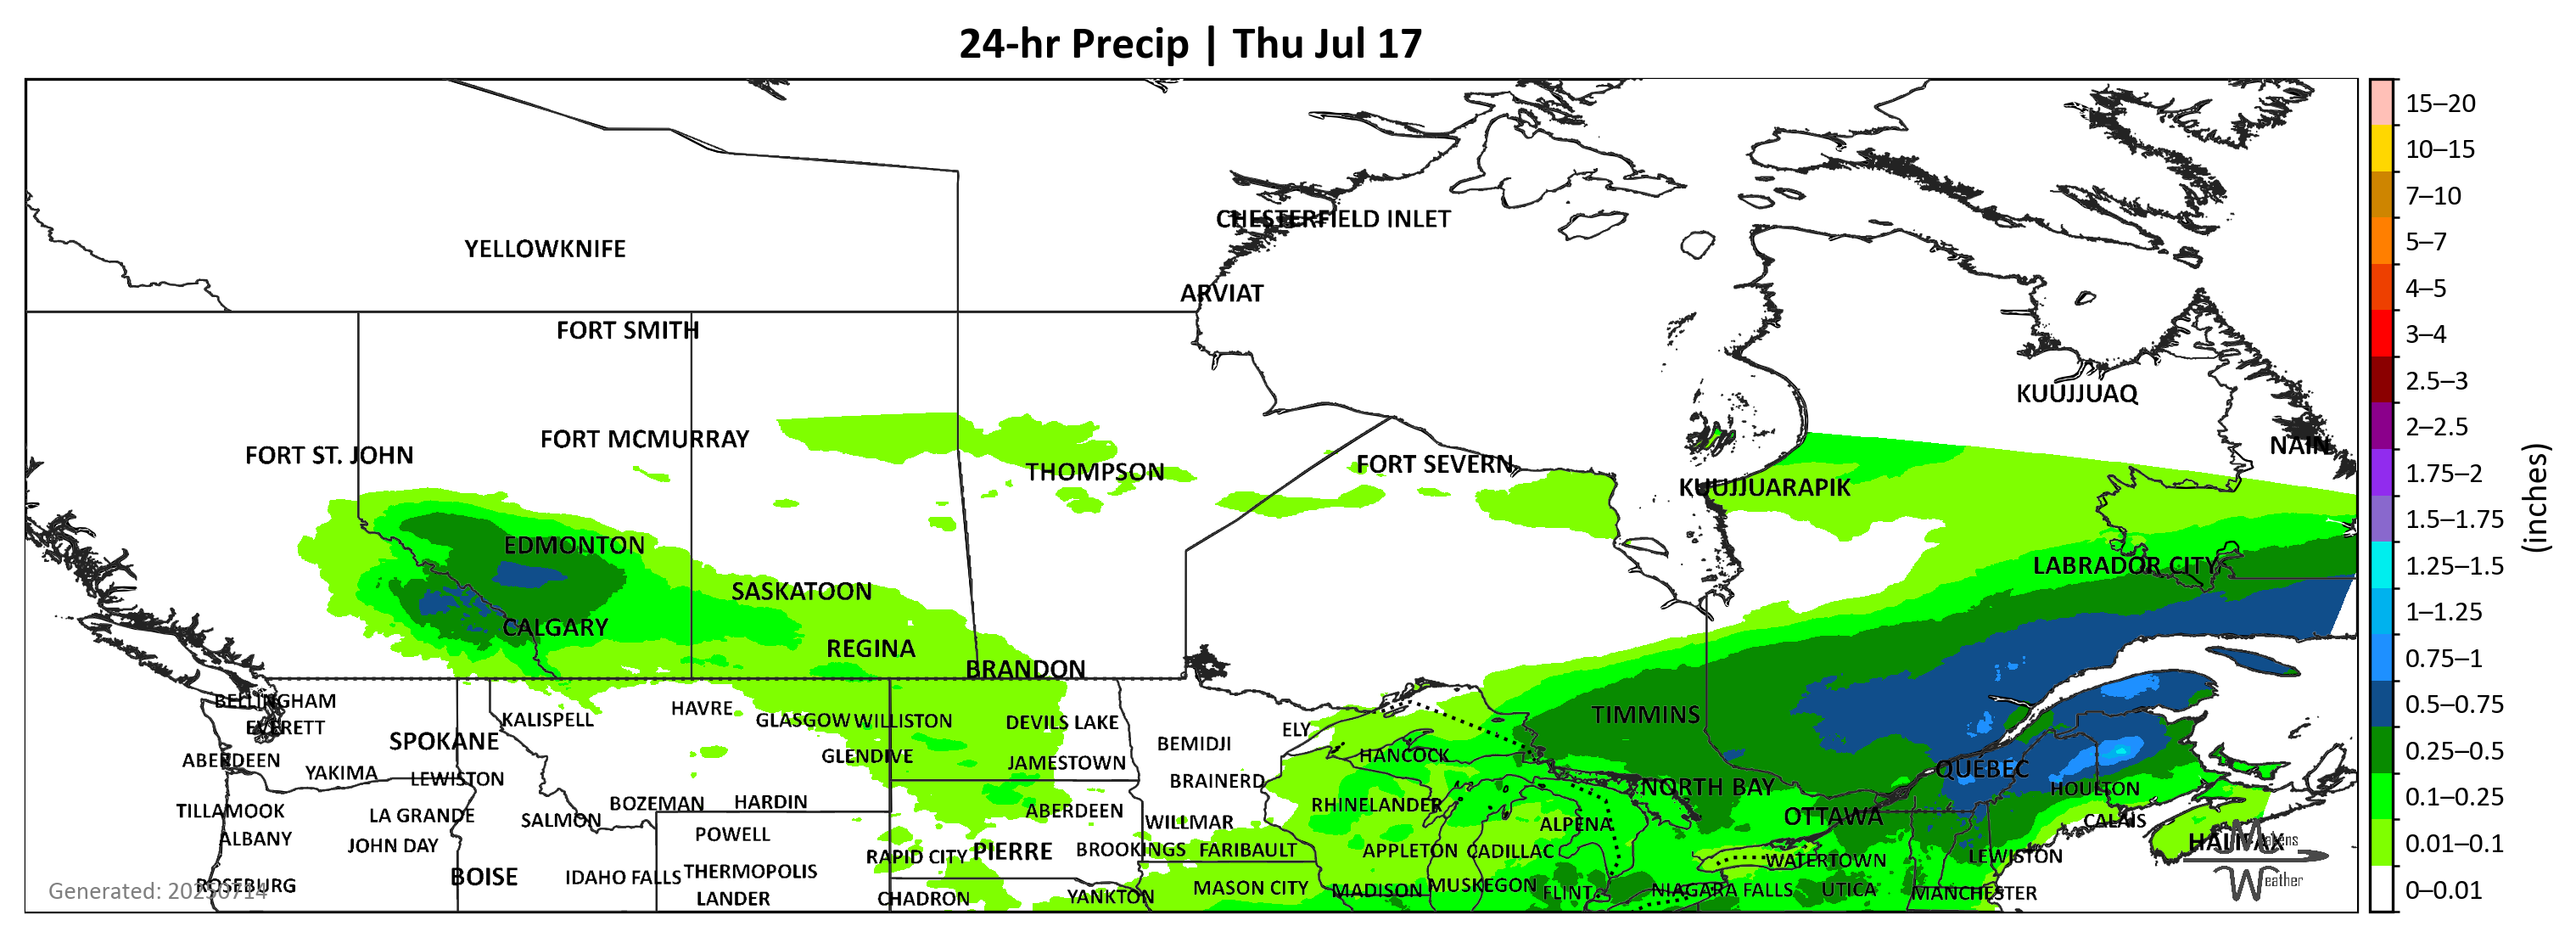 24-hr Precip | Thu Jul 17
15–20
10–15
7–10
5–7
4–5
3–4
2.5–3
2–2.5
1.75–2
1.5–1.75
1.25–1.5
1–1.25
0.75–1
0.5–0.75
0.25–0.5
0.1–0.25
0.01–0.1
0–0.01
(inches)
CHESTERFIELD INLET
YELLOWKNIFE
ARVIAT
FORT SMITH
KUUJJUAQ
FORT MCMURRAY
NAIN
FORT ST. JOHN
FORT SEVERN
THOMPSON
KUUJJUARAPIK
EDMONTON
LABRADOR CITY
SASKATOON
CALGARY
REGINA
BRANDON
BELLINGHAM
HAVRE
TIMMINS
KALISPELL
GLASGOW WILLISTON
DEVILS LAKE
EVERETT
ELY
SPOKANE
BEMIDJI
GLENDIVE
HANCOCK
ABERDEEN
JAMESTOWN
QUÉBEC
YAKIMA
LEWISTON
BRAINERD
NORTH BAY
HOULTON
BOZEMAN
HARDIN
RHINELANDER
TILLAMOOK
LA GRANDE
SALMON
ABERDEEN
WILLMAR
ALPENA
OTTAWA
CALAIS
ALBANY
JOHN DAY
POWELL
HALIFAX
Mavens
RAPID CITY
PIERRE
BROOKINGS
FARIBAULT
APPLETON
CADILLAC
WATERTOWN
LEWISTON
BOISE
IDAHO FALLS
THERMOPOLIS
Weather
ROSEBURG
MASON CITY
MADISON
MUSKEGON
FLINT
NIAGARA FALLS
UTICA
MANCHESTER
LANDER
CHADRON
YANKTON
Generated: 20250714